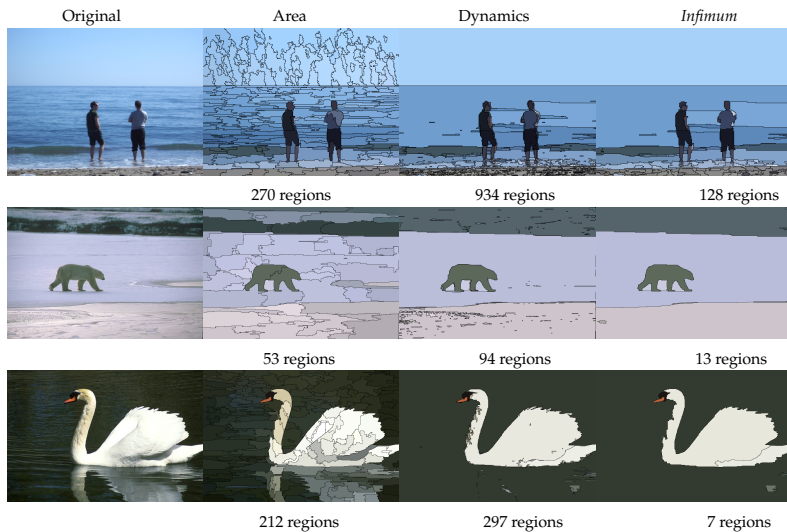 Original Area Dynamics Infimum
270 regions 934 regions 128 regions
53 regions 94 regions 13 regions
212 regions 297 regions 7 regions